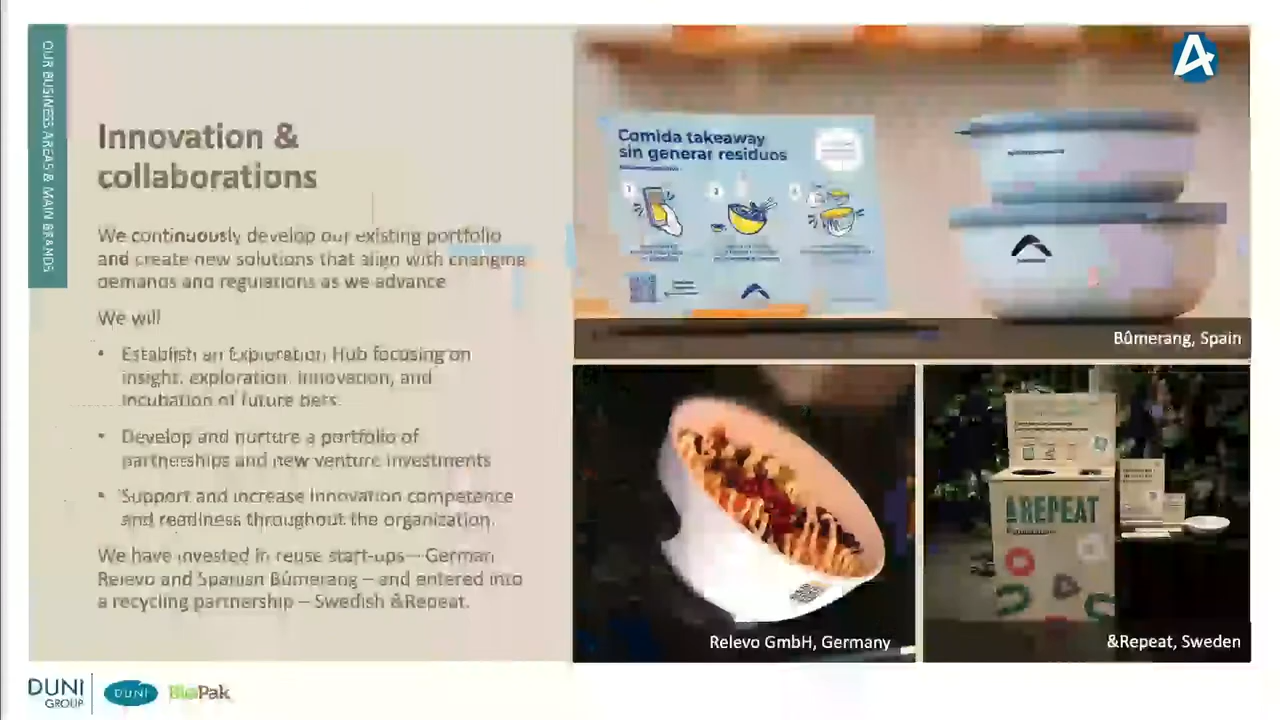 OUR BUSINESS AREAS & MAIN BRANDS
Innovation &
collaborations
We continuously develop our existing portfolio
and create new solutions that align with changing
demands and regulations as we advance
We will
• Establish an Exploration Hub focusing on
insight, exploration, innovation, and
incubation of future bets.
• Develop and nurture a portfolio of
partnerships and new venture investments
• Support and increase innovation competence
and readiness throughout the organization.
We have invested in reuse start-ups – German
Relevo and Spanish Bûmerang – and entered into
a recycling partnership – Swedish &Repeat.
Comida takeaway
sin generar residuos
1
2
3
Bûmerang, Spain
Relevo GmbH, Germany
&REPEAT
&Repeat, Sweden
DUNI
GROUP
DUNI
BioPak